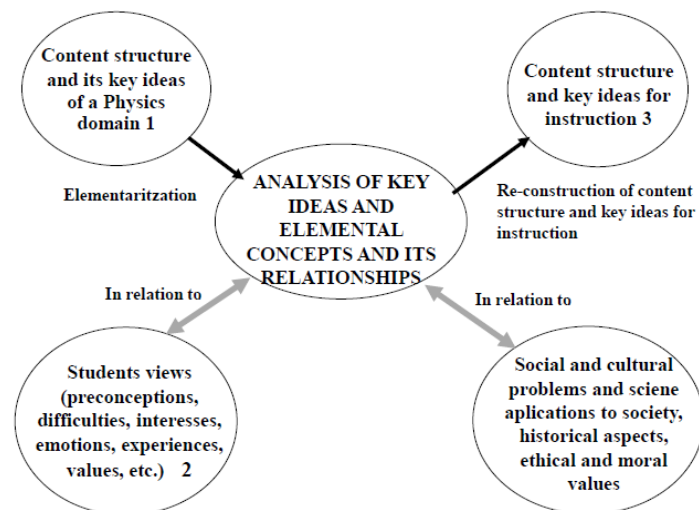 Content structure
and its key ideas
of a Physics
domain 1
Content structure
and key ideas for
instruction 3
Elementaritzation
ANALYSIS OF KEY
IDEAS AND
ELEMENTAL
CONCEPTS AND ITS
RELATIONSHIPS
Re-construction of content
structure and key ideas for
instruction
In relation to
In relation to
Students views
(preconceptions,
difficulties, interesses,
emotions, experiences,
values, etc.) 2
Social and cultural
problems and sciene
aplications to society,
historical aspects,
ethical and moral
values